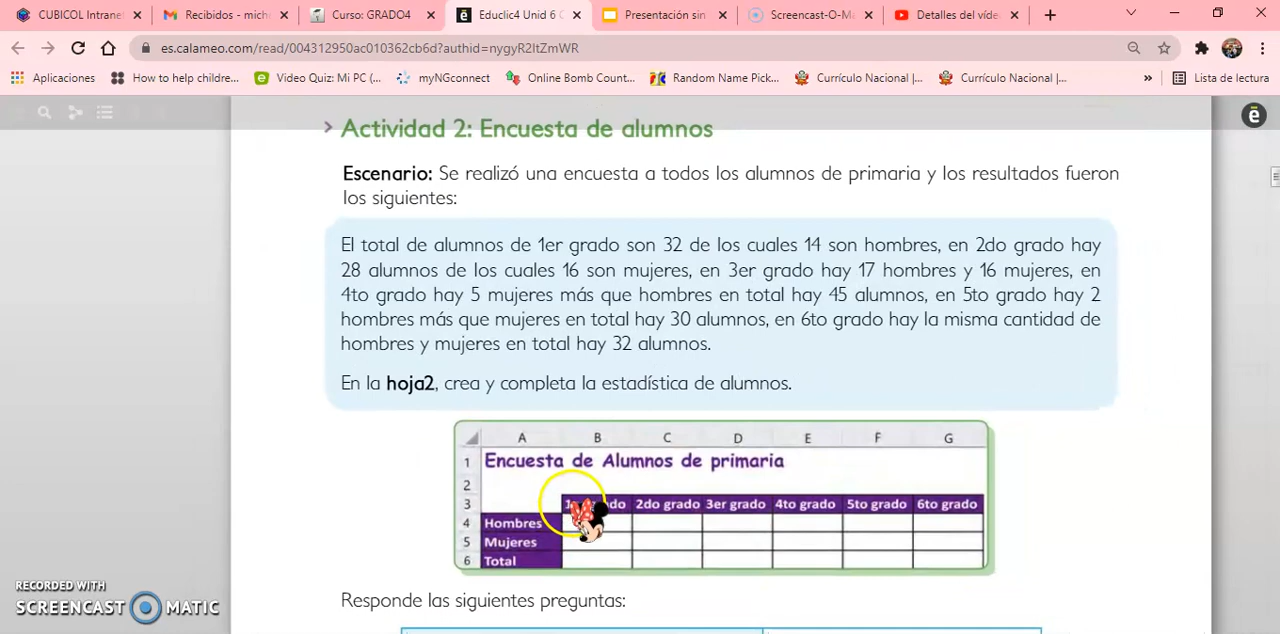 CUBICOL Intranet
Recibidos - mich
Curso: GRADO4
Educlic4 Unid 6 C
Presentación sin
Screencast-O-Ma
Detalles del víde
es.calameo.com/read/004312950ac010362cb6d?authid=nygyR2ltZmWR
Aplicaciones
How to help childre...
Video Quiz: Mi PC (...
myNGconnect
Online Bomb Count...
Random Name Pick...
Currículo Nacional |...
Currículo Nacional |...
»
Lista de lectura
> Actividad 2: Encuesta de alumnos
Escenario: Se realizó una encuesta a todos los alumnos de primaria y los resultados fueron
los siguientes:
El total de alumnos de 1er grado son 32 de los cuales 14 son hombres, en 2do grado hay
28 alumnos de los cuales 16 son mujeres, en 3er grado hay 17 hombres y 16 mujeres, en
4to grado hay 5 mujeres más que hombres en total hay 45 alumnos, en 5to grado hay 2
hombres más que mujeres en total hay 30 alumnos, en 6to grado hay la misma cantidad de
hombres y mujeres en total hay 32 alumnos.
En la hoja2, crea y completa la estadística de alumnos.
A B C D E F G
1 Encuesta de Alumnos de primaria
2
3 2do grado 3er grado 4to grado 5to grado 6to grado
4 Hombres
5 Mujeres
6 Total
Responde las siguientes preguntas:
RECORDED WITH
SCREENCAST MATIC